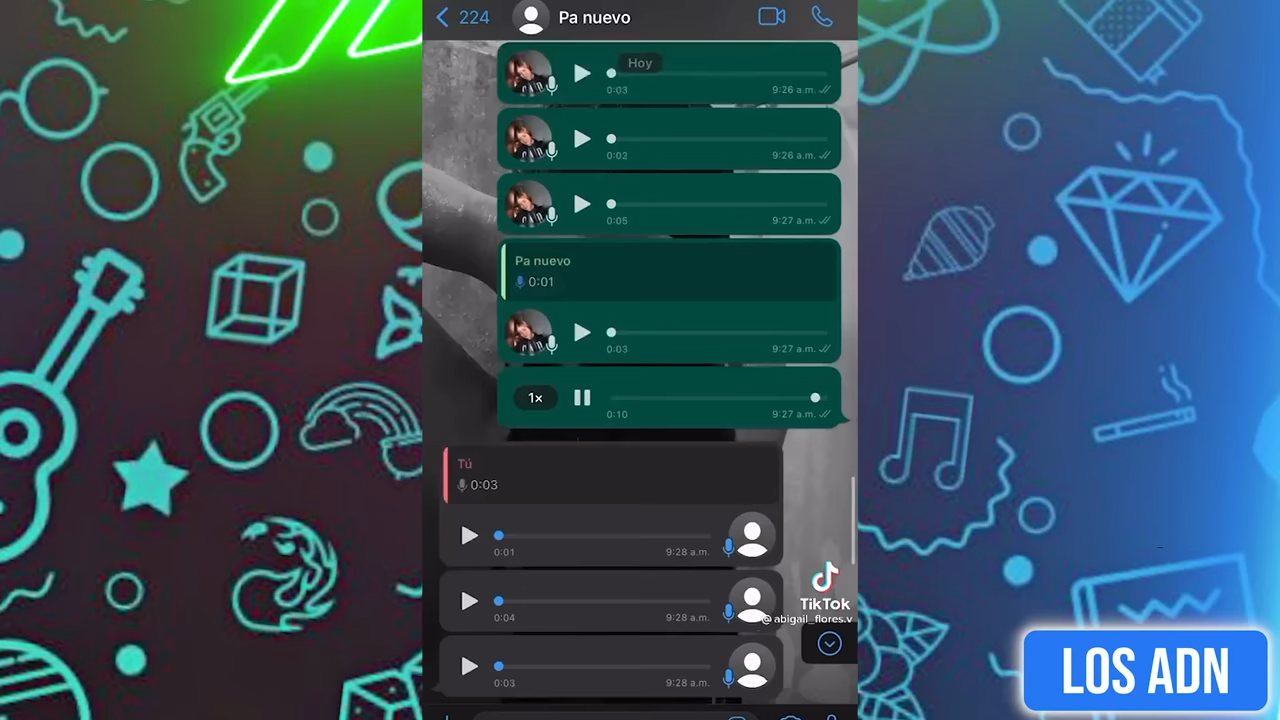 224
Pa nuevo
Hoy
0:03
9:26 a.m.
0:02
9:26 a.m.
0:05
9:27 a.m.
Pa nuevo
0:01
0:03
9:27 a.m.
1×
0:10
9:27 a.m.
Tú
0:03
0:01
9:28 a.m.
0:04
9:28 a.m.
0:03
9:28 a.m.
TikTok
@abigail_flores.v
LOS ADN